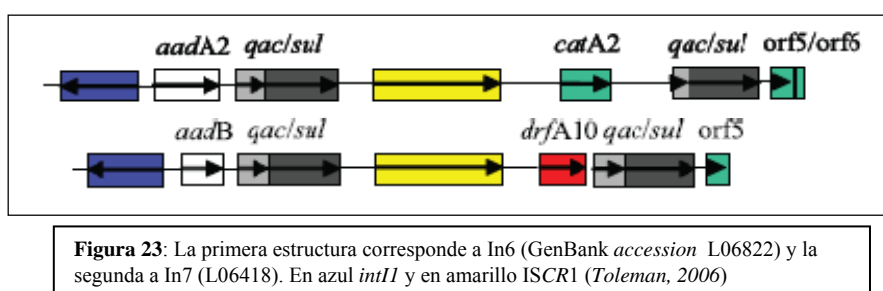 aadA2 qac/sul catA2 qac/su! orf5/orf6
aadB qac/sul drfA10 qac/sul orf5
Figura 23: La primera estructura corresponde a In6 (GenBank accession L06822) y la
segunda a In7 (L06418). En azul intI1 y en amarillo ISCR1 (Toleman, 2006)